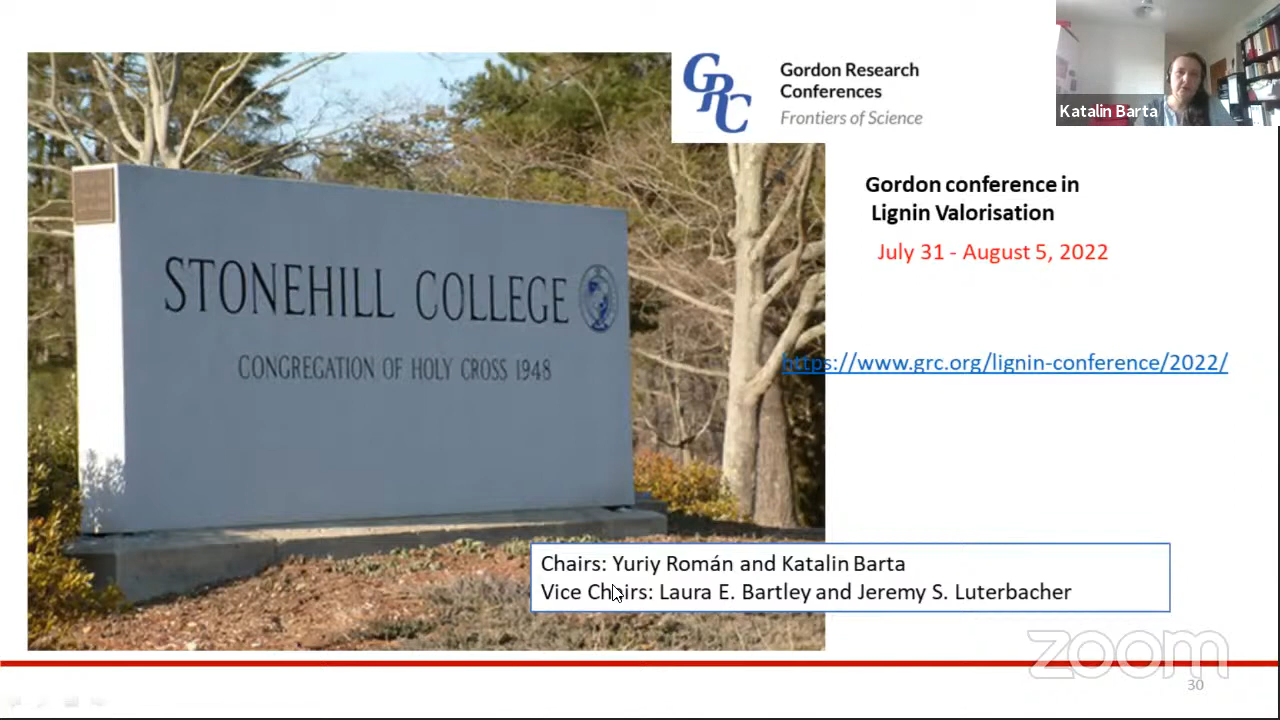 GRC
Gordon Research
Conferences
Frontiers of Science
Katalin Barta
Gordon conference in
Lignin Valorisation
July 31 - August 5, 2022
STONEHILL COLLEGE
CONGREGATION OF HOLY CROSS 1948
https://www.grc.org/lignin-conference/2022/
Chairs: Yuriy Román and Katalin Barta
Vice Chairs: Laura E. Bartley and Jeremy S. Luterbacher
zoom
30